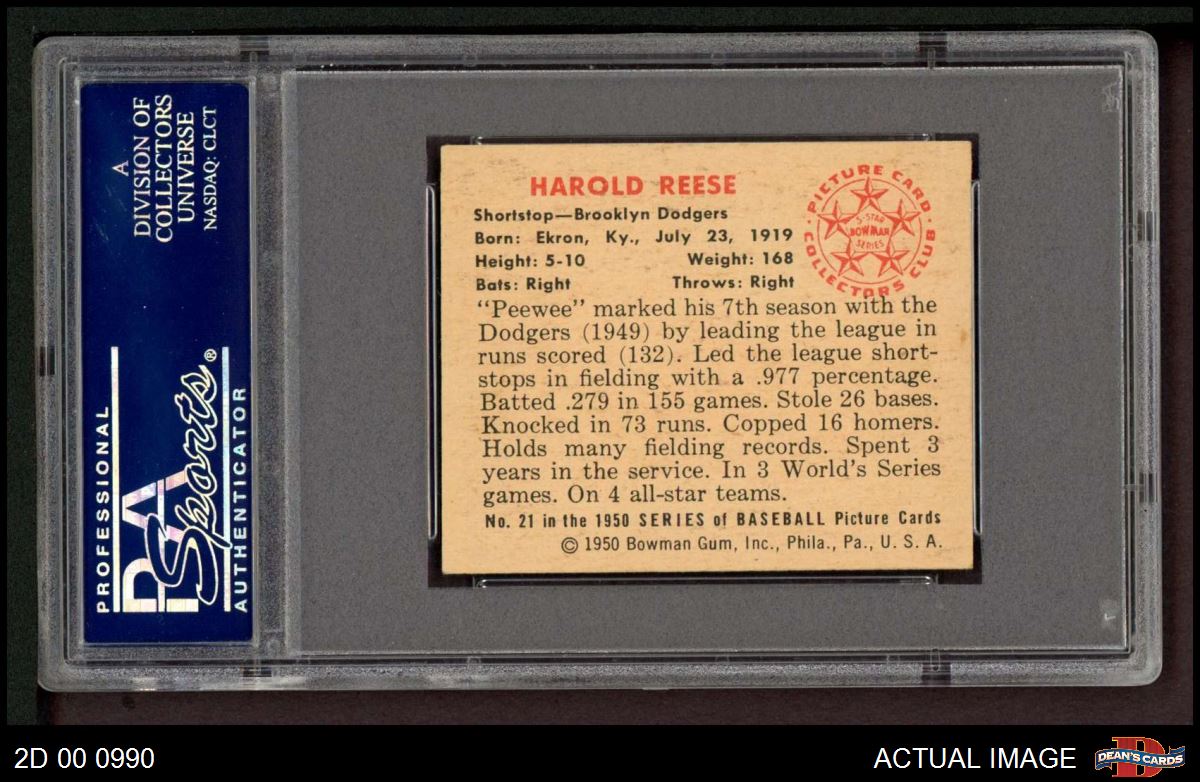 A
DIVISION OF
COLLECTORS
UNIVERSE
NASDAQ: CLCT
PROFESSIONAL
PSA
Sports®
AUTHENTICATOR
HAROLD REESE
Shortstop—Brooklyn Dodgers
Born: Ekron, Ky., July 23, 1919
Height: 5-10 Weight: 168
Bats: Right Throws: Right
PICTURE CARD
COLLECTORS CLUB
5-STAR
BOWMAN
SERIES
"Peewee" marked his 7th season with the
Dodgers (1949) by leading the league in
runs scored (132). Led the league short-
stops in fielding with a .977 percentage.
Batted .279 in 155 games. Stole 26 bases.
Knocked in 73 runs. Copped 16 homers.
Holds many fielding records. Spent 3
years in the service. In 3 World's Series
games. On 4 all-star teams.
No. 21 in the 1950 SERIES of BASEBALL Picture Cards
© 1950 Bowman Gum, Inc., Phila., Pa., U. S. A.
2D 00 0990
ACTUAL IMAGE
D
DEAN'S CARDS